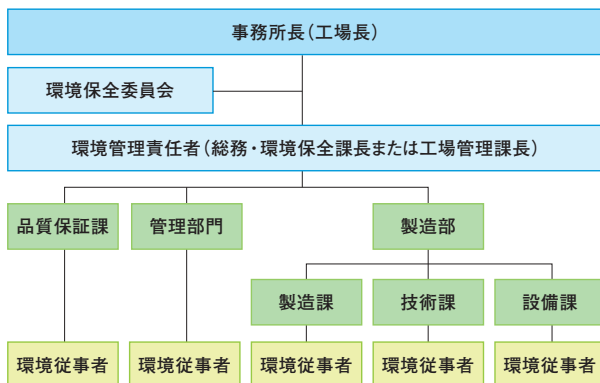 事務所長（工場長）
環境保全委員会
環境管理責任者（総務・環境保全課長または工場管理課長）
品質保証課
管理部門
製造部
製造課
技術課
設備課
環境従事者
環境従事者
環境従事者
環境従事者
環境従事者